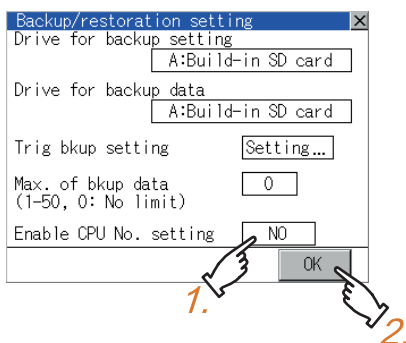 Backup/restoration setting
Drive for backup setting
A:Build-in SD card
Drive for backup data
A:Build-in SD card
Trig bkup setting Setting...
Max. of bkup data 0
(1-50, 0: No limit)
Enable CPU No. setting NO
OK
1.
2.